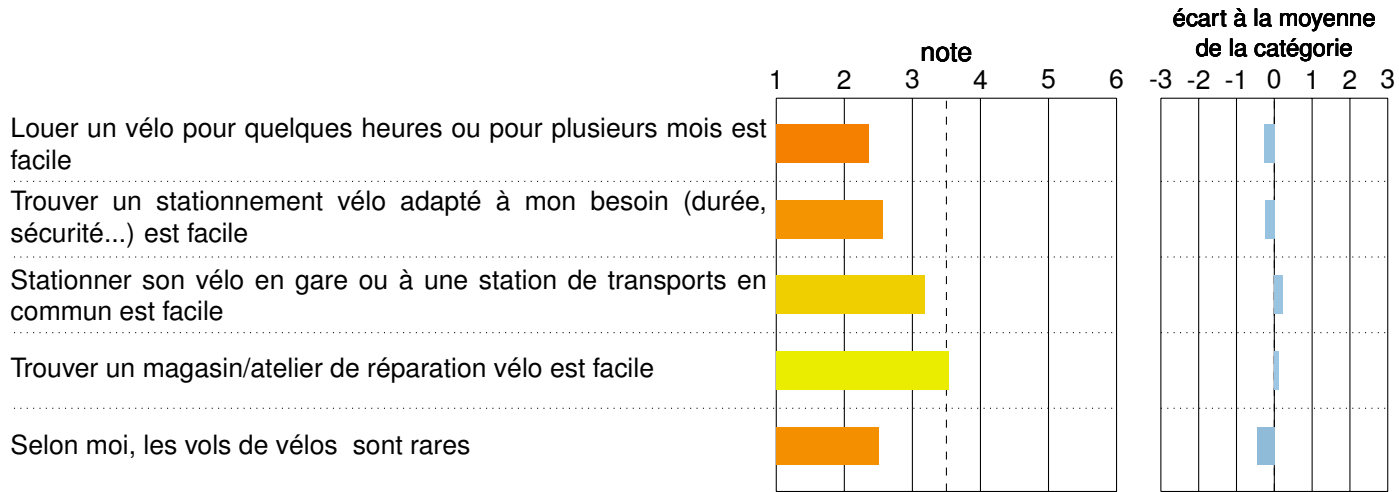 écart à la moyenne
note de la catégorie
1 2 3 4 5 6 -3 -2 -1 0 1 2 3
Louer un vélo pour quelques heures ou pour plusieurs mois est
facile
Trouver un stationnement vélo adapté à mon besoin (durée,
sécurité...) est facile
Stationner son vélo en gare ou à une station de transports en
commun est facile
Trouver un magasin/atelier de réparation vélo est facile
Selon moi, les vols de vélos sont rares